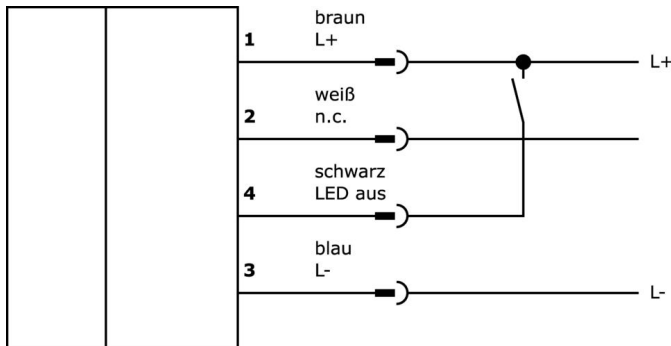 braun
1 L+
L+
weiß
2 n.c.
schwarz
4 LED aus
blau
3 L-
L-